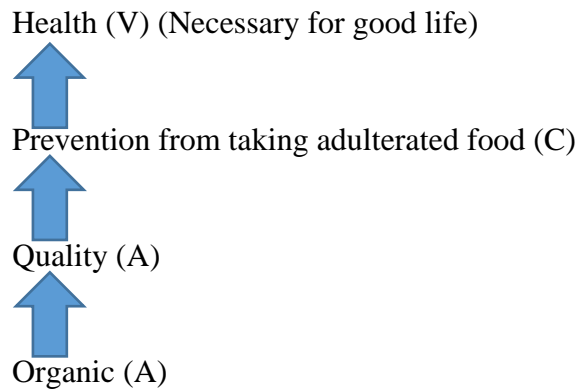 Health (V) (Necessary for good life)
Prevention from taking adulterated food (C)
Quality (A)
Organic (A)